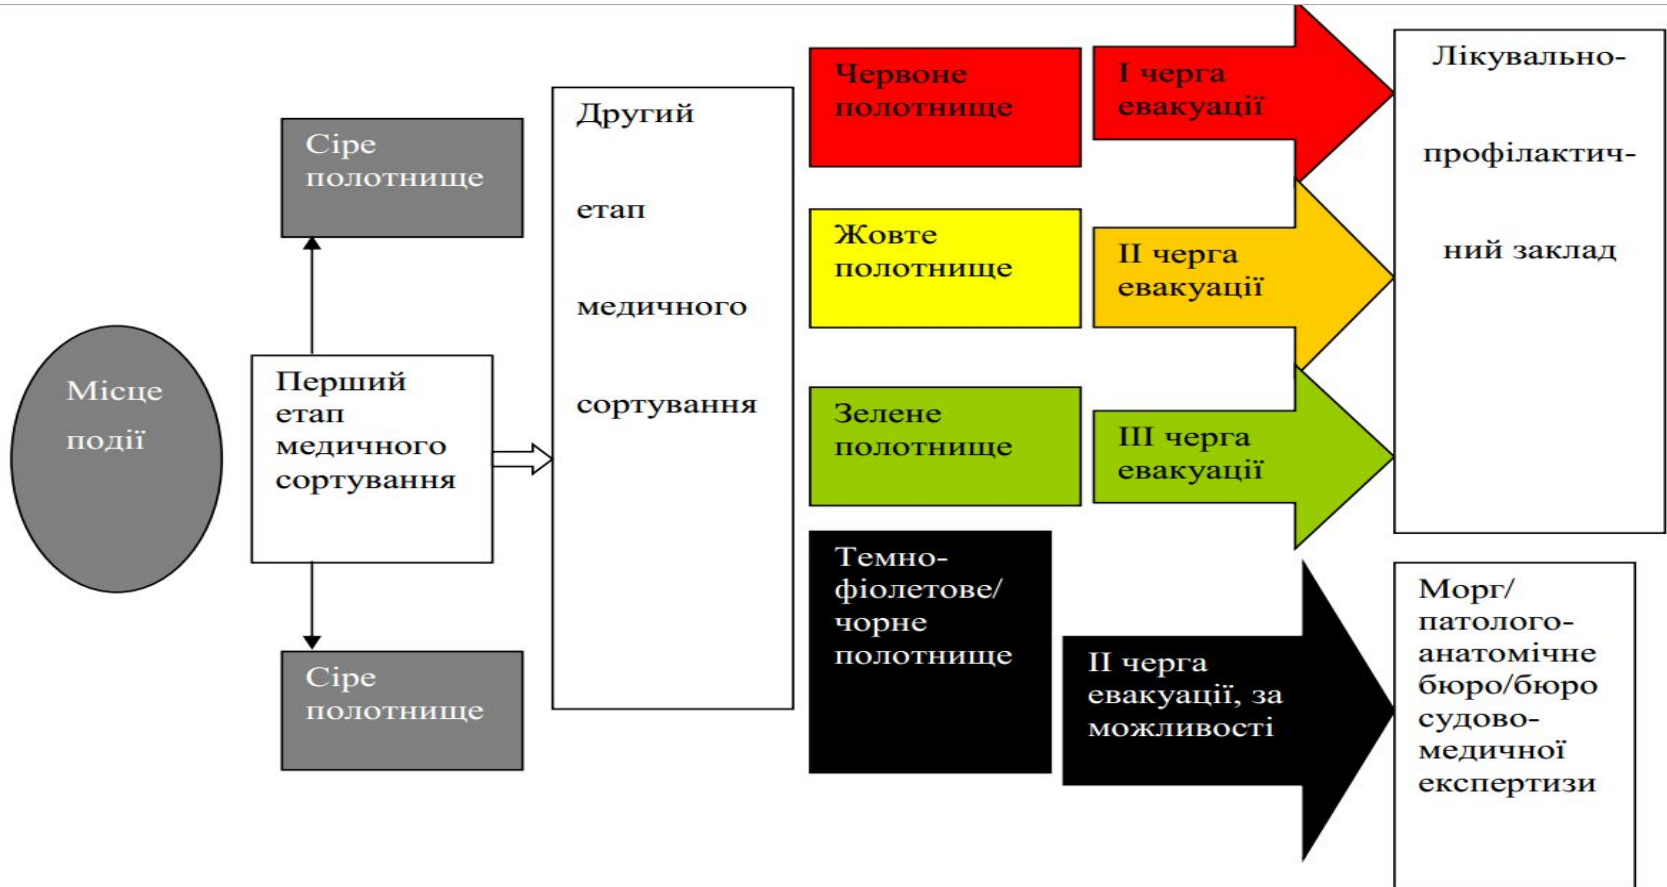 Місце
події
Сіре
полотнище
Перший
етап
медичного
сортування
Сіре
полотнище
Другий
етап
медичного
сортування
Червоне
полотнище
І черга
евакуації
Жовте
полотнище
ІІ черга
евакуації
Зелене
полотнище
ІІІ черга
евакуації
Темно-
фіолетове/
чорне
полотнище
ІІ черга
евакуації, за
можливості
Лікувально-
профілактич-
ний заклад
Морг/
патолого-
анатомічне
бюро/бюро
судово-
медичної
експертизи